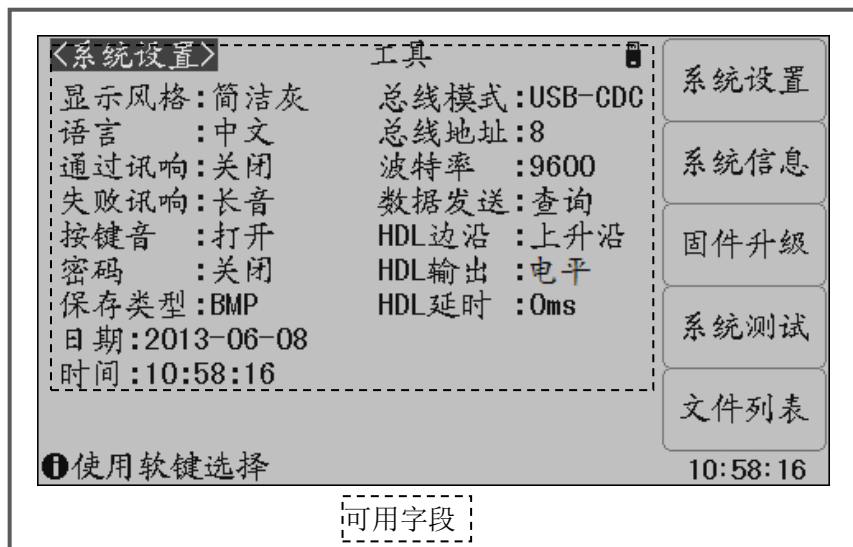 <系统设置> 工具
显示风格:简洁灰 总线模式:USB-CDC
语言 :中文 总线地址:8
通过讯响:关闭 波特率 :9600
失败讯响:长音 数据发送:查询
按键音 :打开 HDL边沿 :上升沿
密码 :关闭 HDL输出 :电平
保存类型:BMP HDL延时 :0ms
日期:2013-06-08
时间:10:58:16
系统设置
系统信息
固件升级
系统测试
文件列表
使用软键选择 10:58:16
可用字段